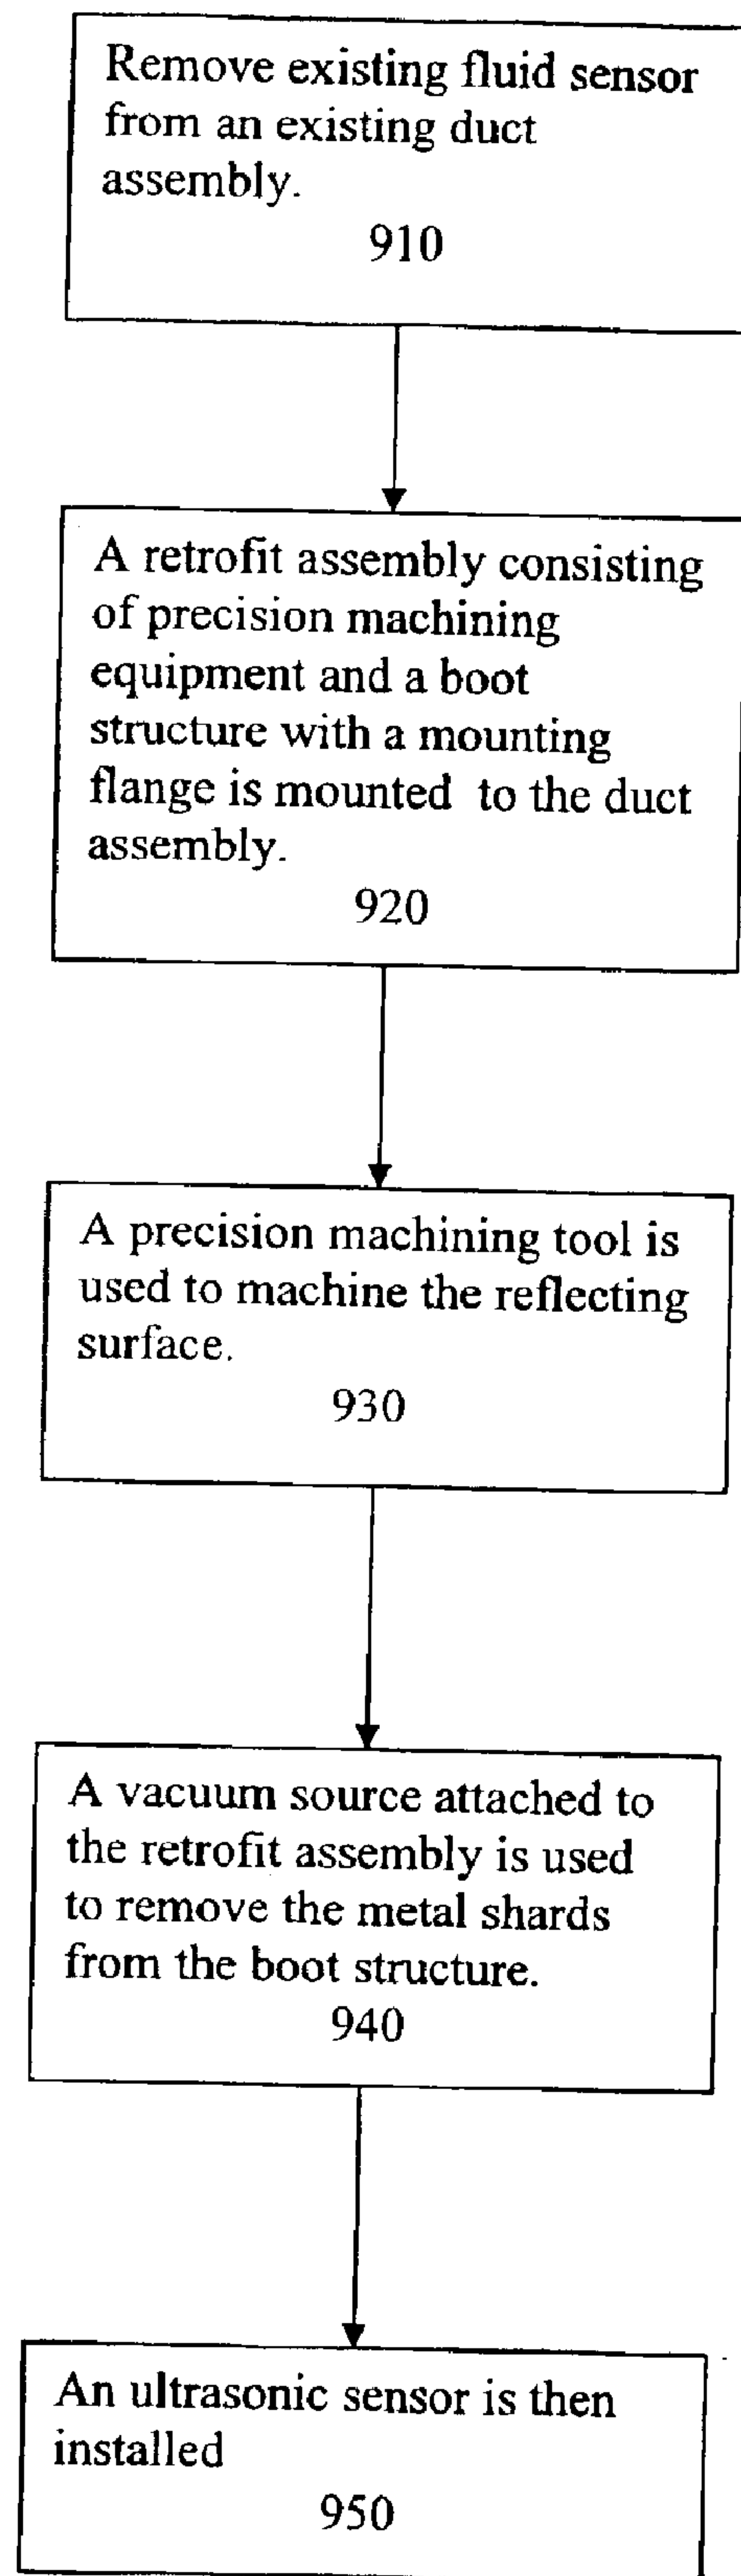 Remove existing fluid sensor
from an existing duct
assembly.
910
A retrofit assembly consisting
of precision machining
equipment and a boot
structure with a mounting
flange is mounted to the duct
assembly.
920
A precision machining tool is
used to machine the reflecting
surface.
930
A vacuum source attached to
the retrofit assembly is used
to remove the metal shards
from the boot structure.
940
An ultrasonic sensor is then
installed
950